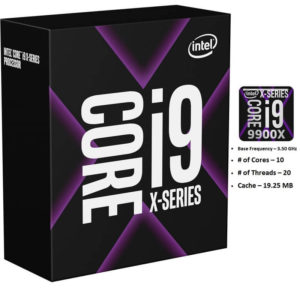 INTEL® CORE™ i9 X-SERIES
PROCESSOR
intel
CORE
i9
X-SERIES
intel
X-SERIES
CORE
i9
9900X
• Base Frequency – 3.50 GHz
• # of Cores – 10
• # of Threads – 20
• Cache – 19.25 MB